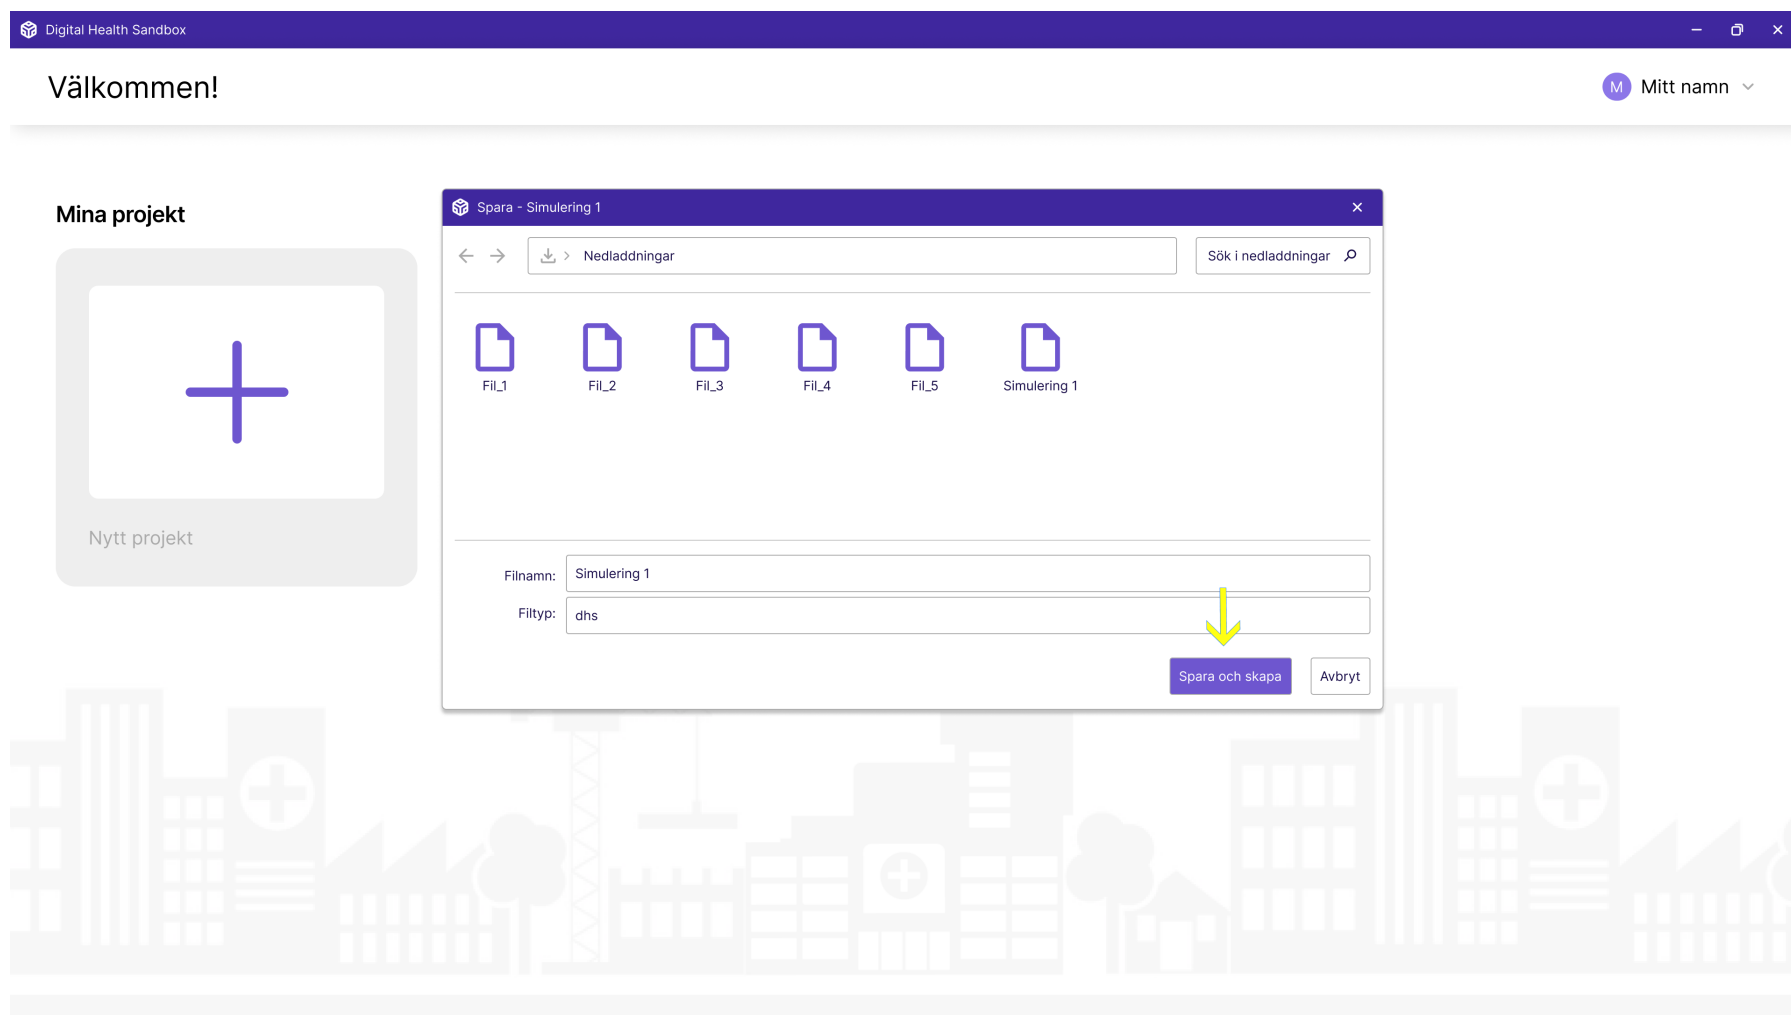 Digital Health Sandbox
Välkommen!
M Mitt namn
Mina projekt
Nytt projekt
Spara - Simulering 1
Nedladdningar
Sök i nedladdningar
Fil_1 Fil_2 Fil_3 Fil_4 Fil_5 Simulering 1
Filnamn: Simulering 1
Filtyp: dhs
Spara och skapa Avbryt